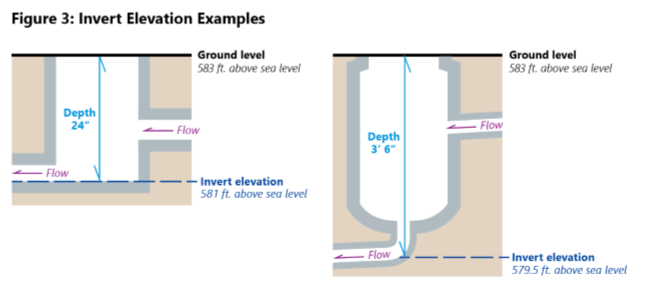 Figure 3: Invert Elevation Examples
Ground level
583 ft. above sea level
Depth
24"
Flow
Flow
Invert elevation
581 ft. above sea level
Ground level
583 ft. above sea level
Depth
3' 6"
Flow
Flow
Invert elevation
579.5 ft. above sea level